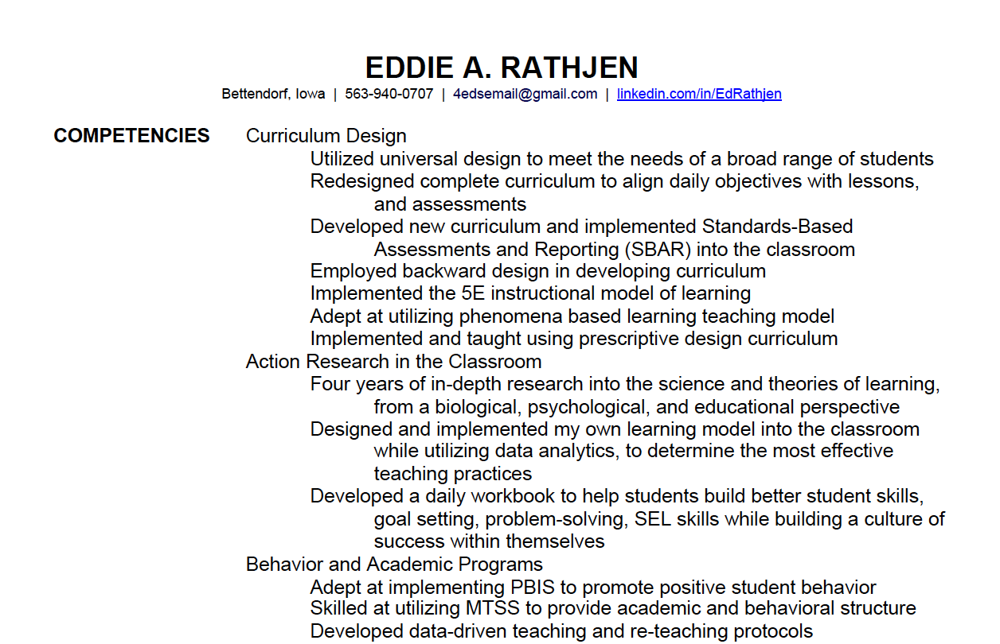 EDDIE A. RATHJEN
Bettendorf, Iowa | 563-940-0707 | 4edsemail@gmail.com | linkedin.com/in/EdRathjen
COMPETENCIES Curriculum Design
Utilized universal design to meet the needs of a broad range of students
Redesigned complete curriculum to align daily objectives with lessons,
and assessments
Developed new curriculum and implemented Standards-Based
Assessments and Reporting (SBAR) into the classroom
Employed backward design in developing curriculum
Implemented the 5E instructional model of learning
Adept at utilizing phenomena based learning teaching model
Implemented and taught using prescriptive design curriculum
Action Research in the Classroom
Four years of in-depth research into the science and theories of learning,
from a biological, psychological, and educational perspective
Designed and implemented my own learning model into the classroom
while utilizing data analytics, to determine the most effective
teaching practices
Developed a daily workbook to help students build better student skills,
goal setting, problem-solving, SEL skills while building a culture of
success within themselves
Behavior and Academic Programs
Adept at implementing PBIS to promote positive student behavior
Skilled at utilizing MTSS to provide academic and behavioral structure
Developed data-driven teaching and re-teaching protocols